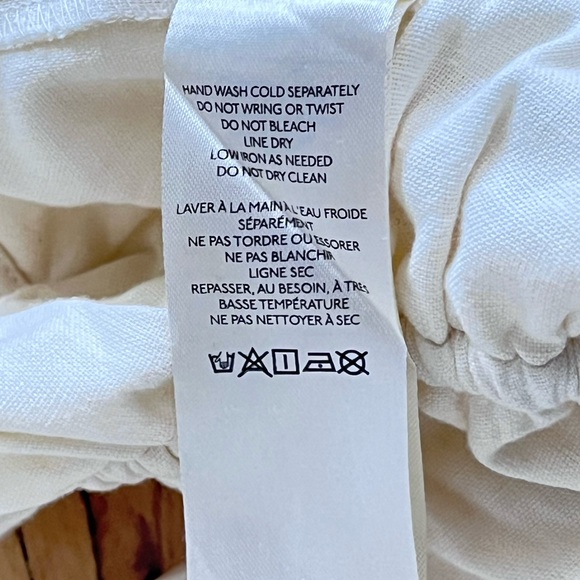 HAND WASH COLD SEPARATELY
DO NOT WRING OR TWIST
DO NOT BLEACH
LINE DRY
LOW IRON AS NEEDED
DO NOT DRY CLEAN
LAVER À LA MAIN À L'EAU FROIDE
SÉPARÉMENT
NE PAS TORDRE OU ESSORER
NE PAS BLANCHIR
LIGNE SEC
REPASSER, AU BESOIN, À TRÈS
BASSE TEMPÉRATURE
NE PAS NETTOYER À SEC